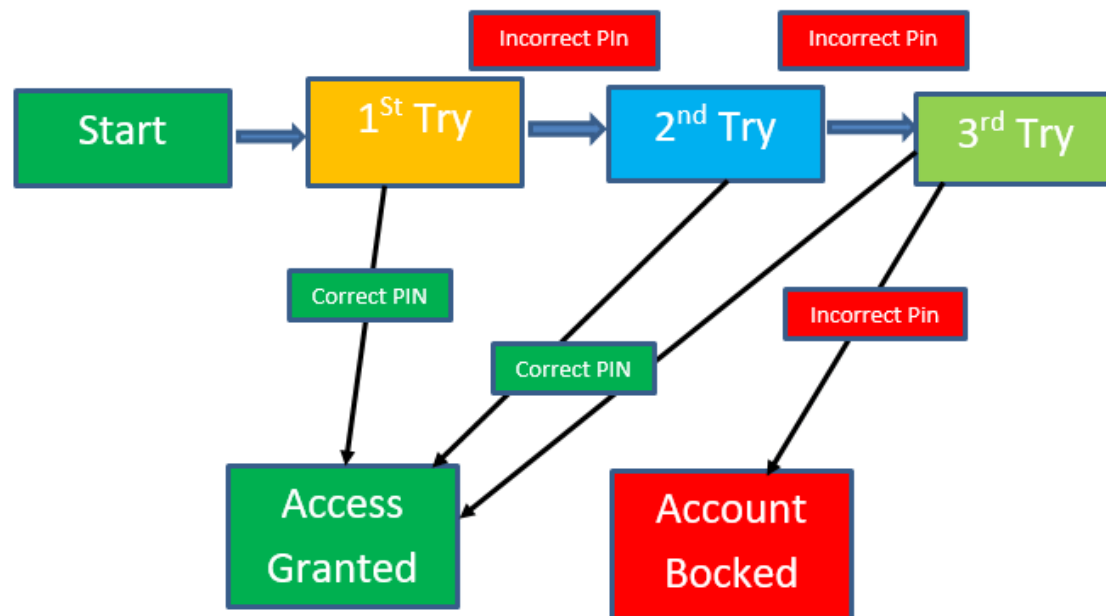 Incorrect PIn
Incorrect Pin
Start
1St Try
2nd Try
3rd Try
Correct PIN
Incorrect Pin
Correct PIN
Access
Granted
Account
Bocked